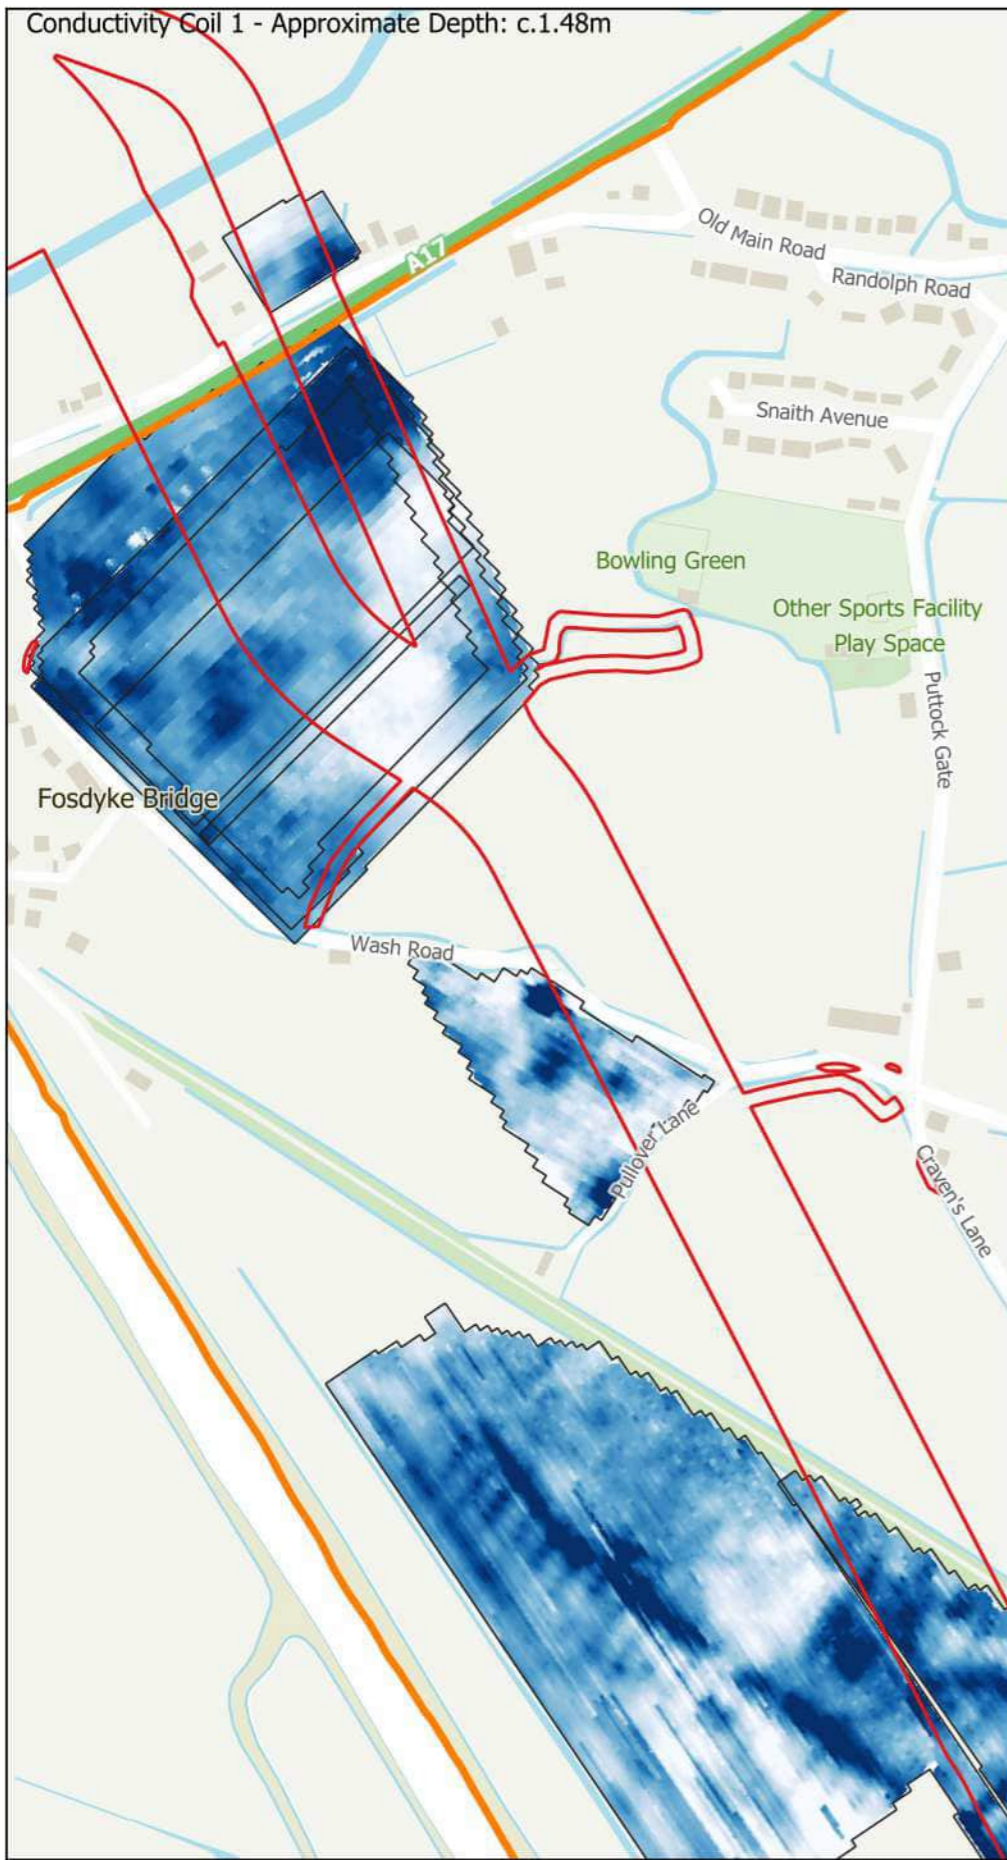 Conductivity Coil 1 - Approximate Depth: c.1.48m
A17
Old Main Road
Randolph Road
Snaith Avenue
Bowling Green
Other Sports Facility
Play Space
Puttock Gate
Fosdyke Bridge
Wash Road
Pullover Lane
Craven's Lane